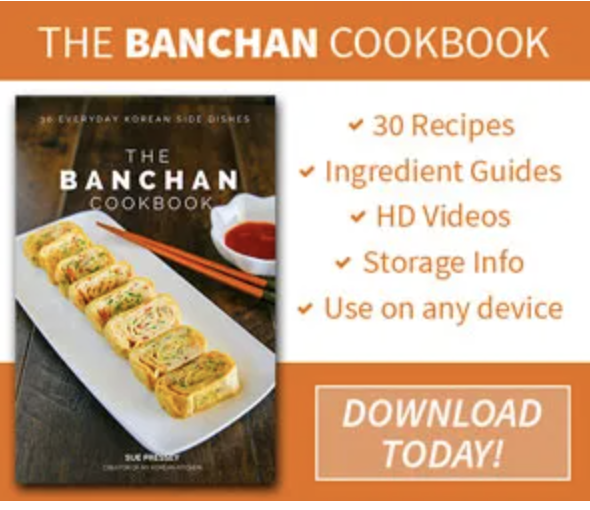 THE BANCHAN COOKBOOK
30 EVERYDAY KOREAN SIDE DISHES
THE
BANCHAN
COOKBOOK
SUE PRESSEY
CREATOR OF MY KOREAN KITCHEN
30 Recipes
Ingredient Guides
HD Videos
Storage Info
Use on any device
DOWNLOAD
TODAY!